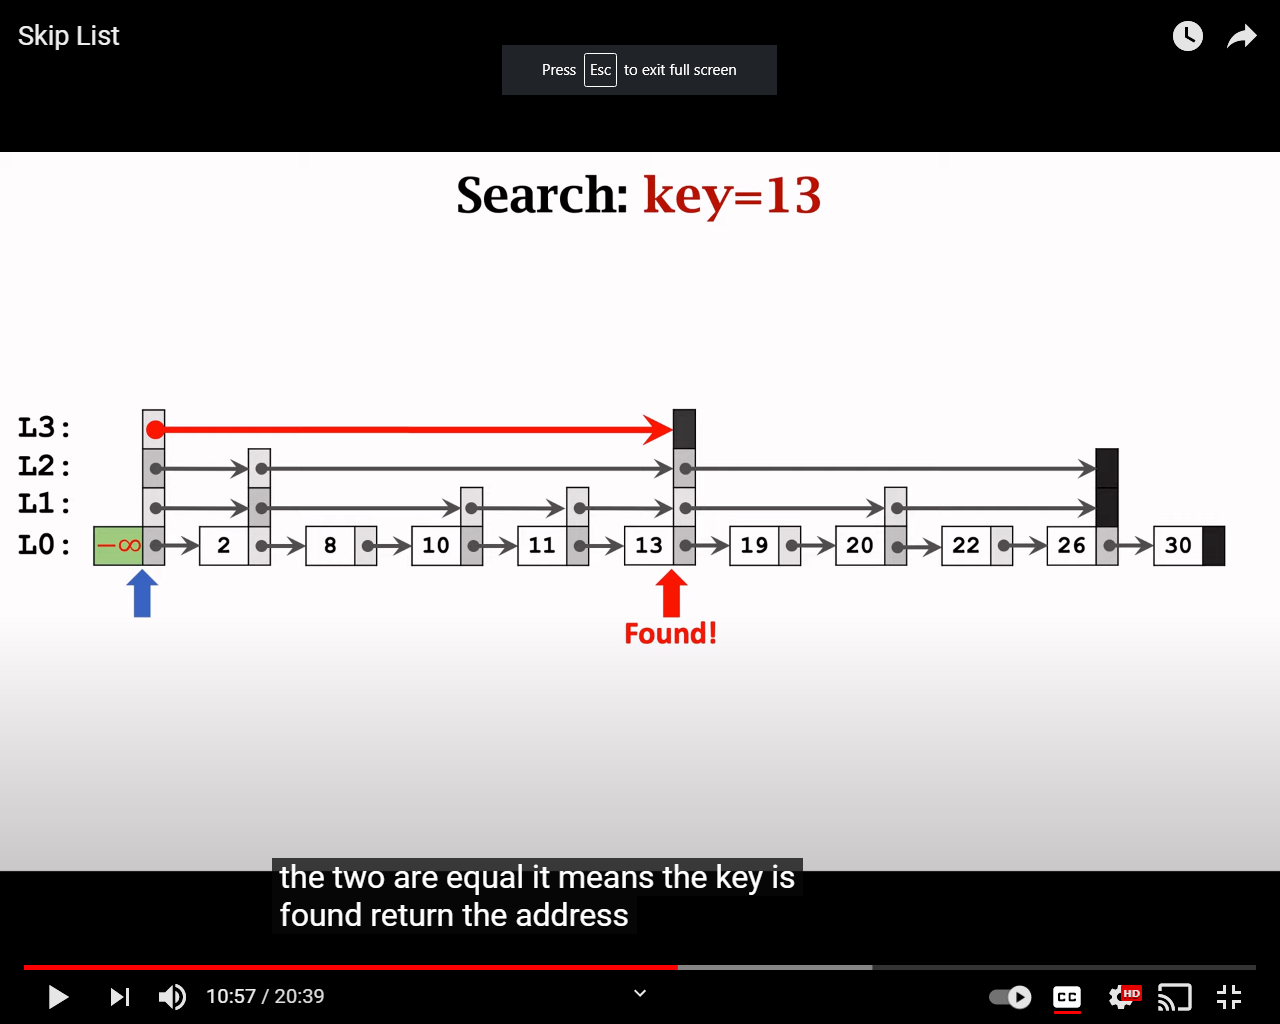 Skip List
Press Esc to exit full screen
Search: key=13
L3:
L2:
L1:
L0: −∞ 2 8 10 11 13 19 20 22 26 30
Found!
the two are equal it means the key is
found return the address
10:57 / 20:39
CC
HD